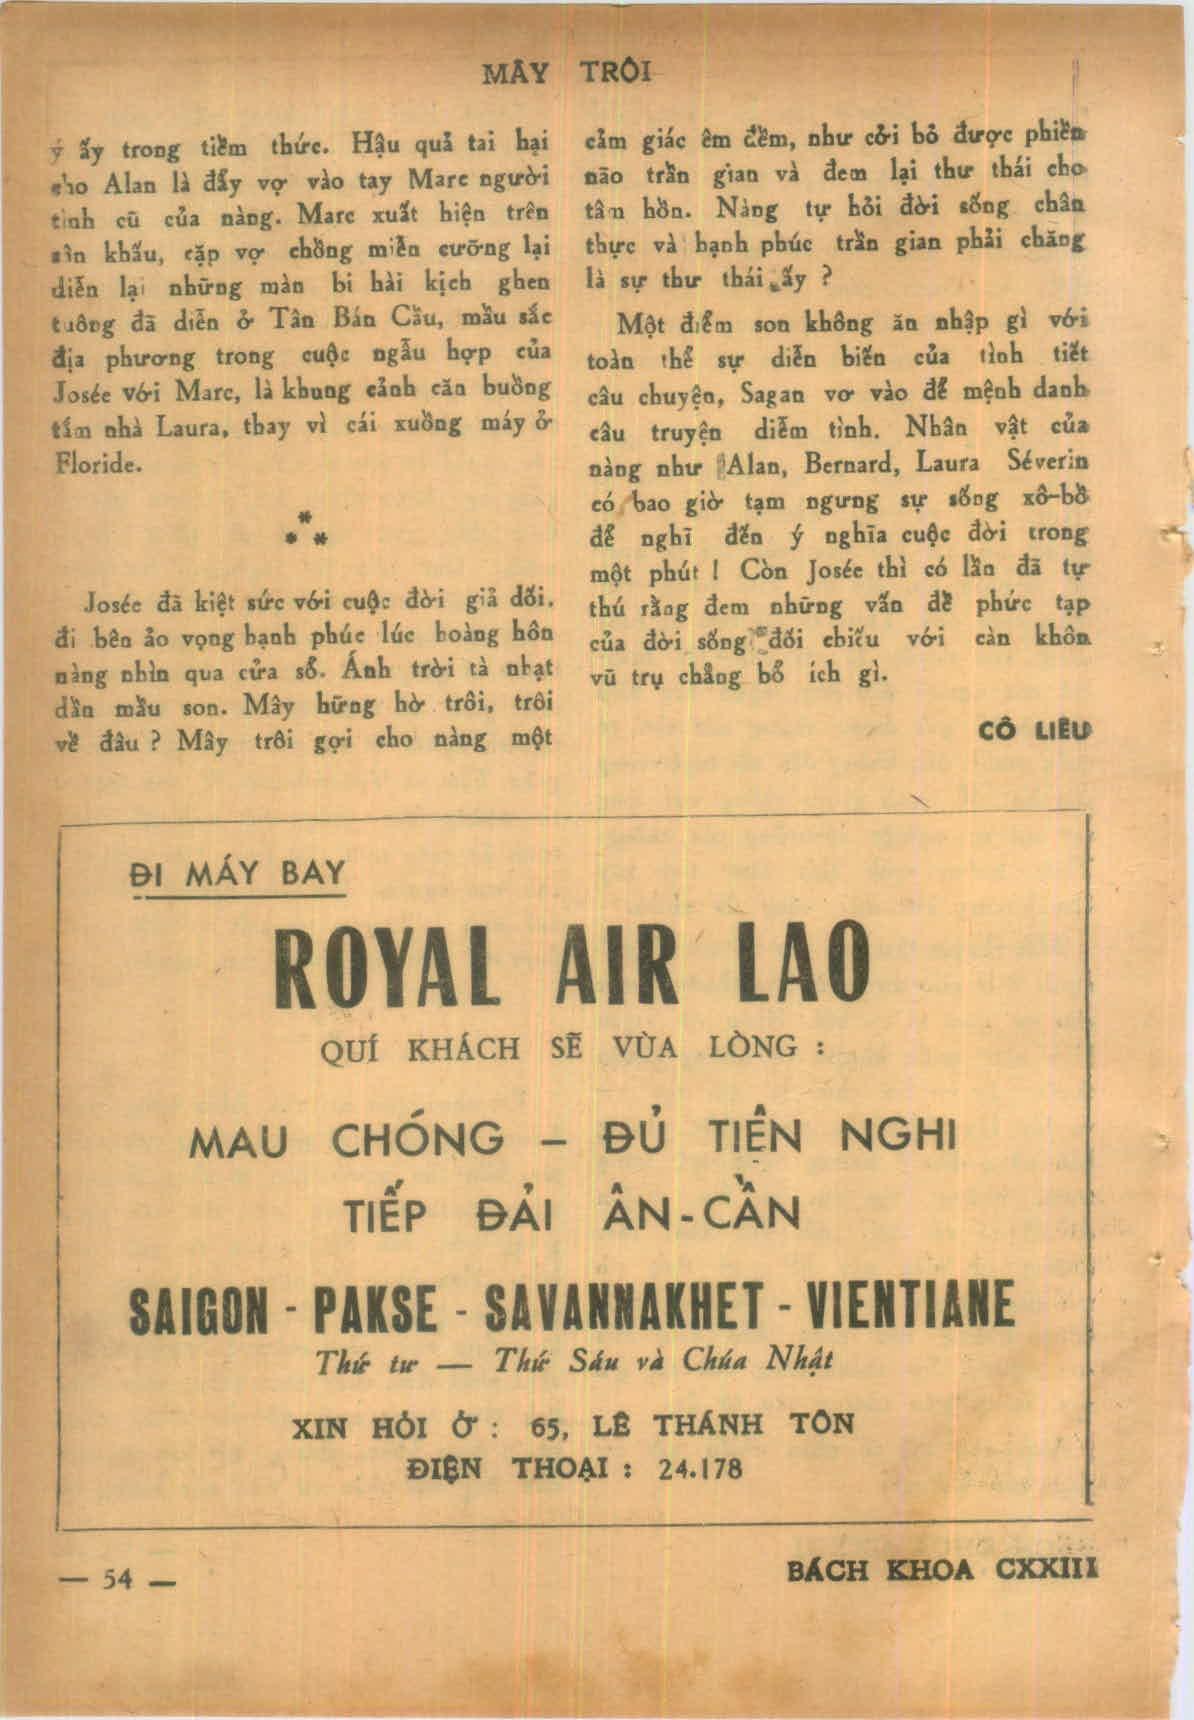 MÂY TRÔI
ý ấy trong tiềm thức. Hậu quả tai hại
cho Alan là đẩy vợ vào tay Marc người
tình cũ của nàng. Marc xuất hiện trên
sân khấu, cặp vợ chồng miễn cưỡng lại
diễn lại những màn bi hài kịch ghen
tuông đã diễn ở Tân Bán Cầu, mầu sắc
địa phương trong cuộc ngẫu hợp của
Josée với Marc, là khung cảnh căn buồng
tắm nhà Laura, thay vì cái xuồng máy ở
Floride.
*
* *
Josée đã kiệt sức với cuộc đời giả dối,
đi bên ảo vọng hạnh phúc lúc hoàng hôn
nàng nhìn qua cửa sổ. Ánh trời tà nhạt
dần mầu son. Mây hững hờ trôi, trôi
về đâu ? Mây trôi gợi cho nàng một
cảm giác êm đềm, như cởi bỏ được phiền
não trần gian và đem lại thư thái cho
tâm hồn. Nàng tự hỏi đời sống chân
thực và hạnh phúc trần gian phải chăng
là sự thư thái ấy ?
Một điểm son không ăn nhập gì với
toàn thể sự diễn biến của tình tiết
câu chuyện, Sagan vơ vào để mệnh danh
câu truyện diễm tình. Nhân vật của
nàng như Alan, Bernard, Laura Séverin
có bao giờ tạm ngưng sự sống xô-bồ
để nghĩ đến ý nghĩa cuộc đời trong
một phút ! Còn Josée thì có lần đã tự
thú rằng đem những vấn đề phức tạp
của đời sống đối chiếu với càn khôn
vũ trụ chẳng bổ ích gì.
CÔ LIÊU
ĐI MÁY BAY
ROYAL AIR LAO
QUÍ KHÁCH SẼ VÙA LÒNG :
MAU CHÓNG – ĐỦ TIỆN NGHI
TIẾP ĐẢI ÂN-CẦN
SAIGON - PAKSE - SAVANNAKHET - VIENTIANE
Thứ tư — Thứ Sáu và Chúa Nhật
XIN HỎI Ở : 65, LÊ THÁNH TÔN
ĐIỆN THOẠI : 24.178
— 54 —
BÁCH KHOA CXXIII